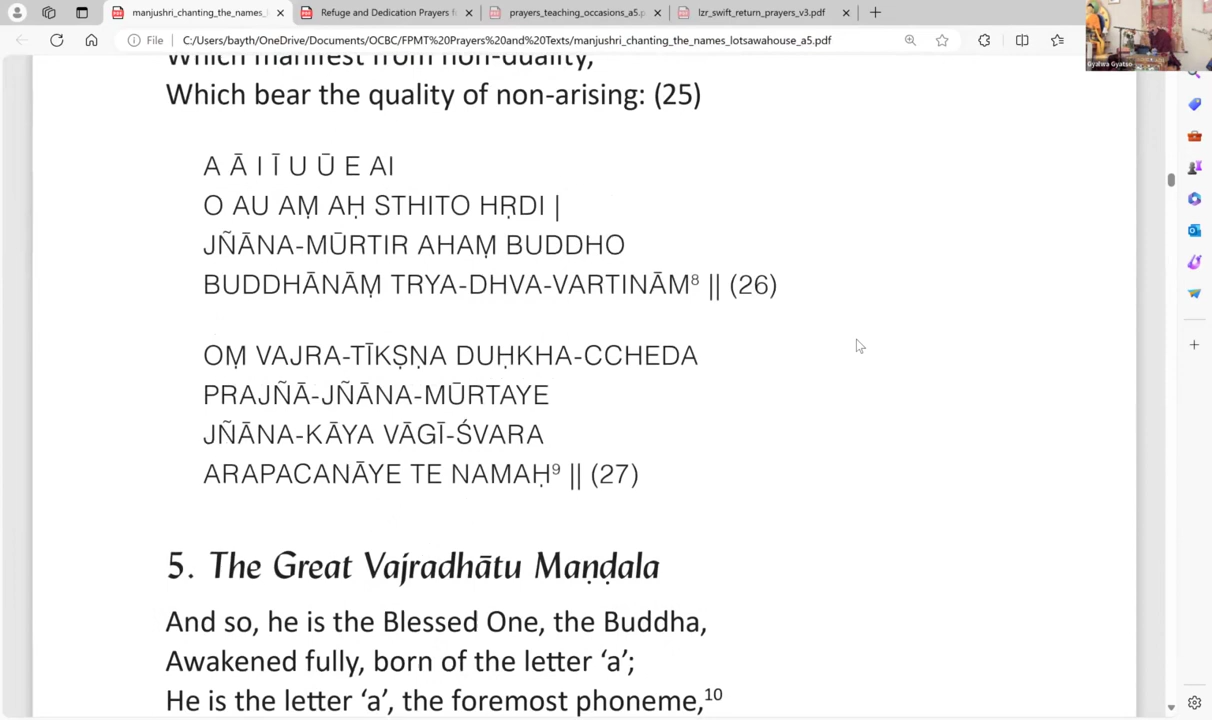 manjushri_chanting_the_names_
Refuge and Dedication Prayers f
prayers_teaching_occasions_a5.p
lzr_swift_return_prayers_v3.pdf
File C:/Users/bayth/OneDrive/Documents/OCBC/FPMT%20Prayers%20and%20Texts/manjushri_chanting_the_names_lotsawahouse_a5.pdf
Gyalwa Gyatso
Which manifest from non-duality,
Which bear the quality of non-arising: (25)
A Ā I Ī U Ū E AI
O AU AṂ AḤ STHITO HṚDI |
JÑĀNA-MŪRTIR AHAṂ BUDDHO
BUDDHĀNĀṂ TRYA-DHVA-VARTINĀM⁸ || (26)
OṂ VAJRA-TĪKṢṆA DUḤKHA-CCHEDA
PRAJÑĀ-JÑĀNA-MŪRTAYE
JÑĀNA-KĀYA VĀGĪ-ŚVARA
ARAPACANĀYE TE NAMAḤ⁹ || (27)
5. The Great Vajradhātu Maṇḍala
And so, he is the Blessed One, the Buddha,
Awakened fully, born of the letter ‘a’;
He is the letter ‘a’, the foremost phoneme,¹⁰